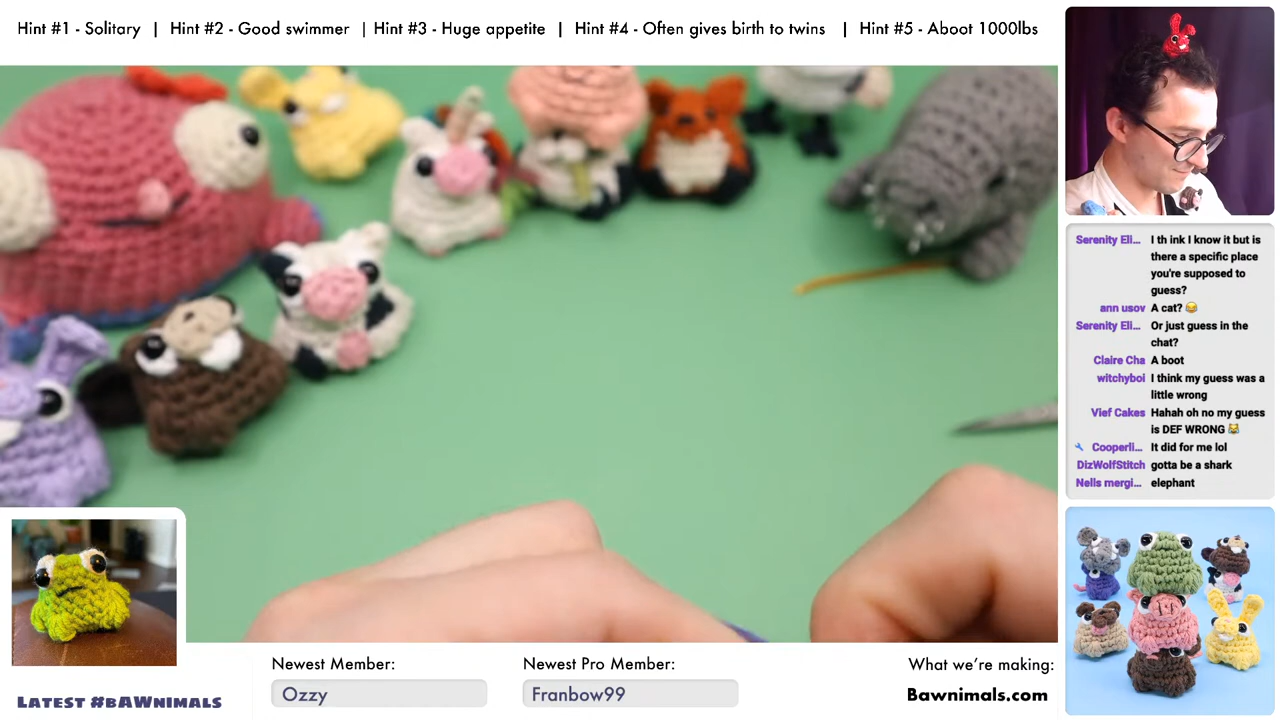 Hint #1 - Solitary | Hint #2 - Good swimmer | Hint #3 - Huge appetite | Hint #4 - Often gives birth to twins | Hint #5 - Aboot 1000lbs
Serenity Eli... I th ink I know it but is
there a specific place
you're supposed to
guess?
ann usov A cat? 😂
Serenity Eli... Or just guess in the
chat?
Claire Cha A boot
witchyboi I think my guess was a
little wrong
Vief Cakes Hahah oh no my guess
is DEF WRONG 😹
Cooperli... It did for me lol
DizWolfStitch gotta be a shark
Nells mergi... elephant
Latest #bAWnimals
Newest Member:
Ozzy
Newest Pro Member:
Franbow99
What we're making:
Bawnimals.com